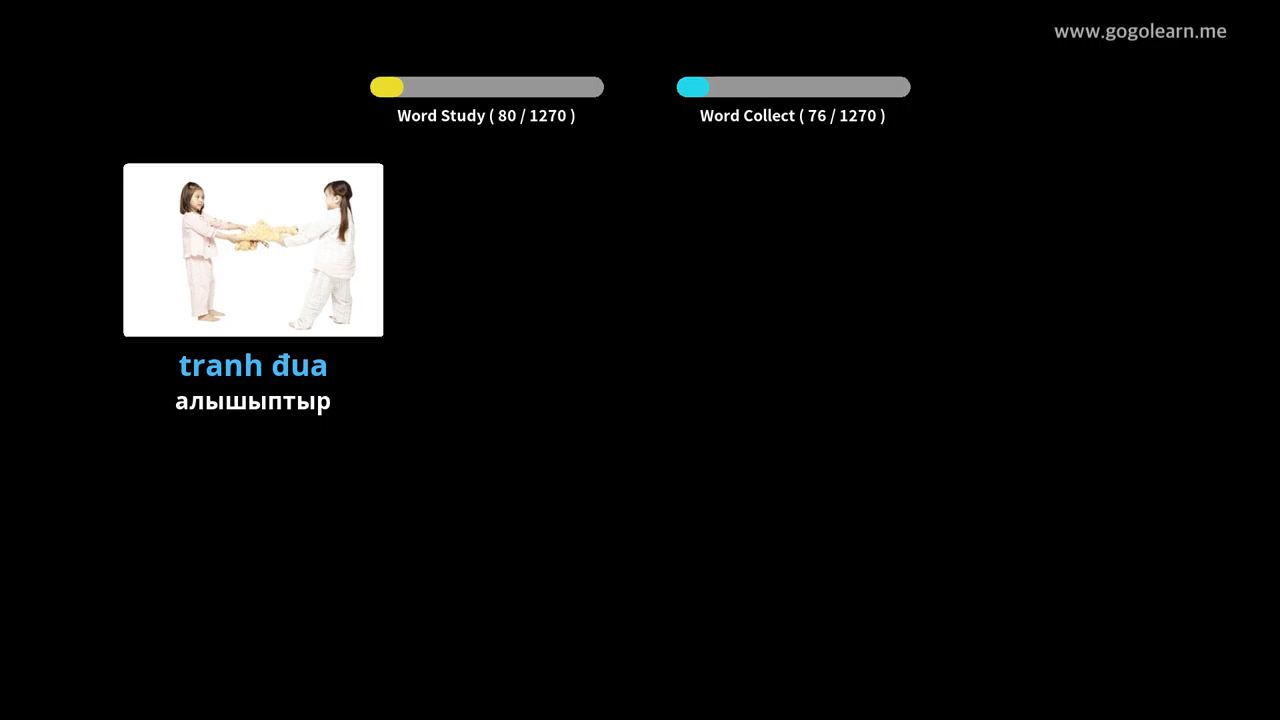 www.gogolearn.me
Word Study ( 80 / 1270 )
Word Collect ( 76 / 1270 )
tranh đua
алышыптыр